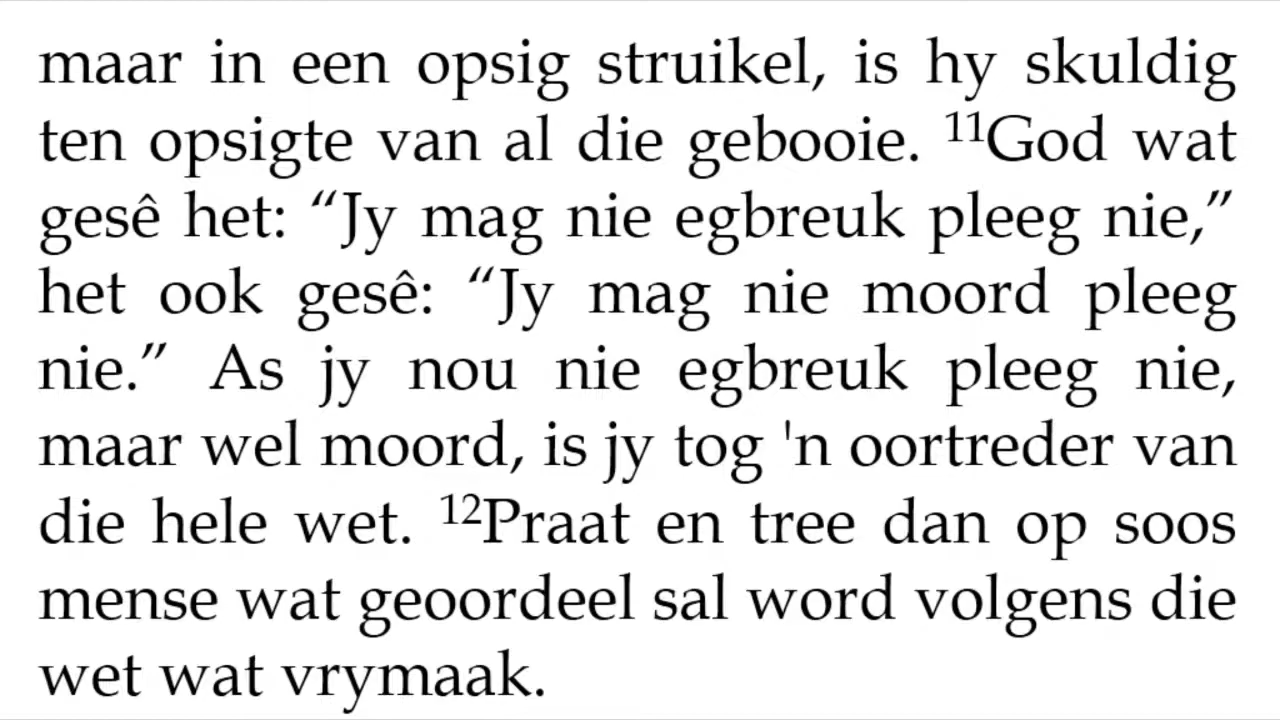 maar in een opsig struikel, is hy skuldig
ten opsigte van al die gebooie. ¹¹God wat
gesê het: “Jy mag nie egbreuk pleeg nie,”
het ook gesê: “Jy mag nie moord pleeg
nie.” As jy nou nie egbreuk pleeg nie,
maar wel moord, is jy tog 'n oortreder van
die hele wet. ¹²Praat en tree dan op soos
mense wat geoordeel sal word volgens die
wet wat vrymaak.